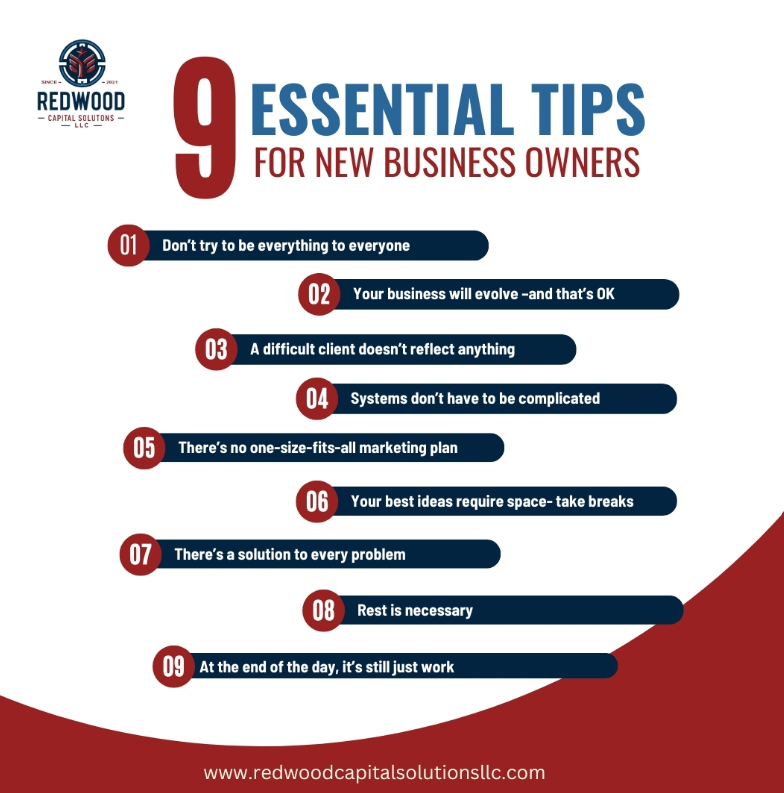 SINCE 2021
REDWOOD
CAPITAL SOLUTONS
LLC
9
ESSENTIAL TIPS
FOR NEW BUSINESS OWNERS
01 Don't try to be everything to everyone
02 Your business will evolve –and that's OK
03 A difficult client doesn't reflect anything
04 Systems don't have to be complicated
05 There's no one-size-fits-all marketing plan
06 Your best ideas require space- take breaks
07 There's a solution to every problem
08 Rest is necessary
09 At the end of the day, it's still just work
www.redwoodcapitalsolutionsllc.com